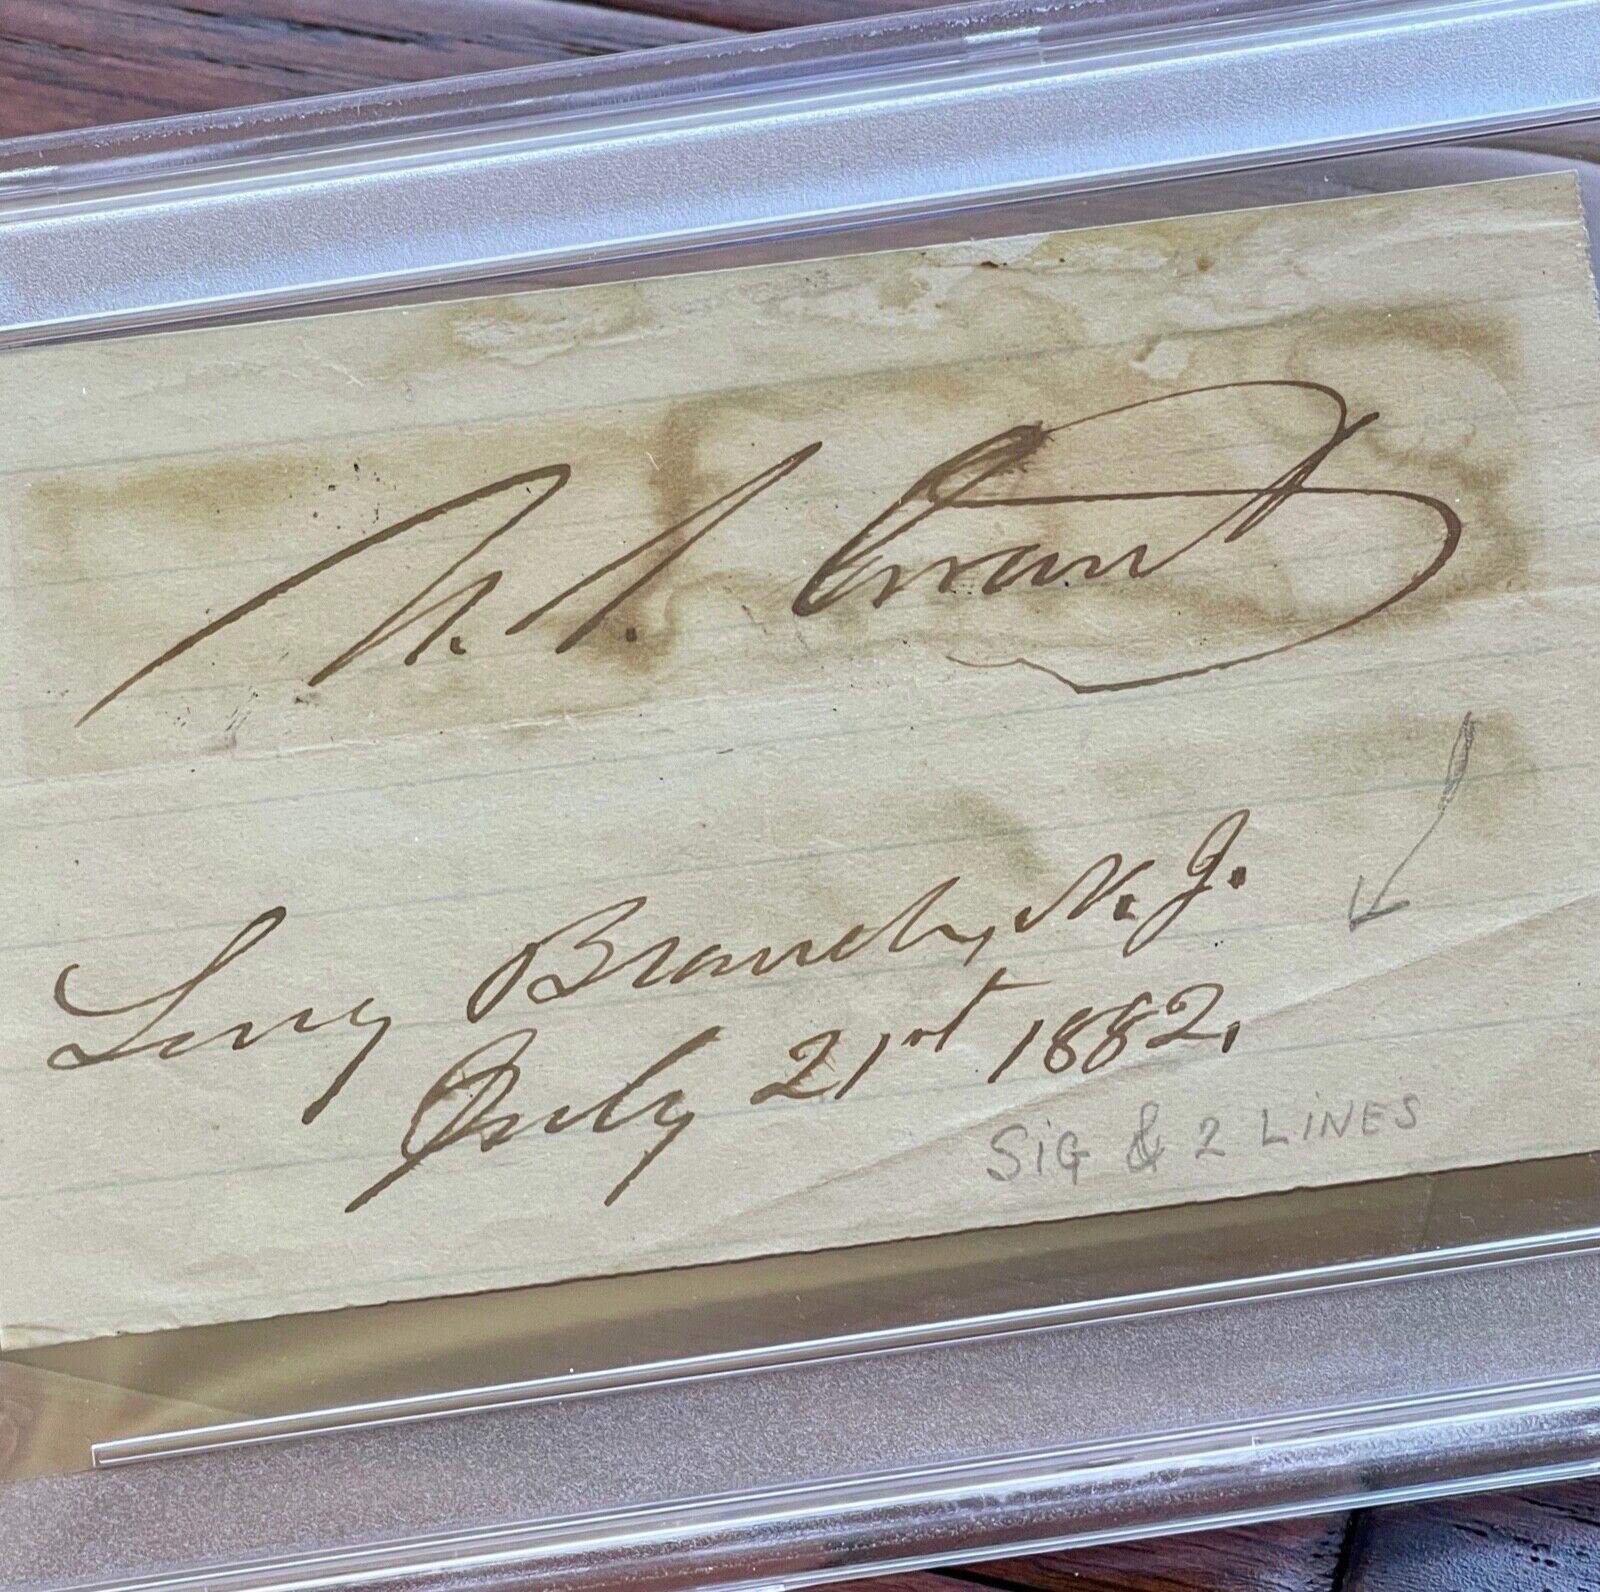 U. S. Grant
Long Branch, N. J.
July 21st 1882.
SiG & 2 LiNES